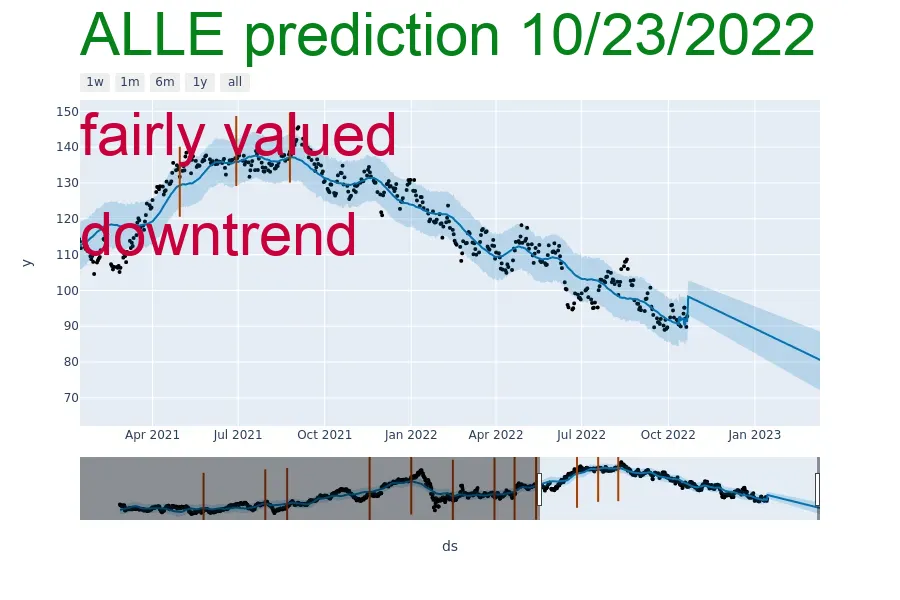 ALLE prediction 10/23/2022
1w 1m 6m 1y all
150
fairly valued
140
130
120
downtrend
110
y
100
90
80
70
Apr 2021 Jul 2021 Oct 2021 Jan 2022 Apr 2022 Jul 2022 Oct 2022 Jan 2023
ds